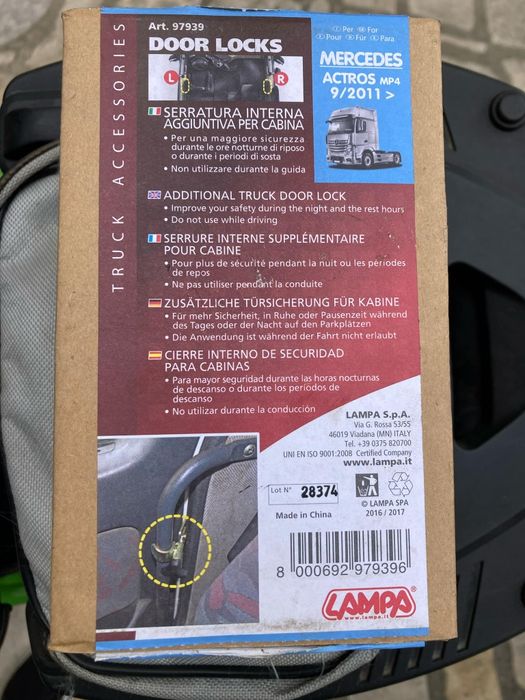 TRUCK ACCESSORIES
Art. 97939
DOOR LOCKS
L
R
I Per GB For
F Pour D Für E Para
MERCEDES
ACTROS MP4
9/2011 >
SERRATURA INTERNA
AGGIUNTIVA PER CABINA
• Per una maggiore sicurezza
durante le ore notturne di riposo
o durante i periodi di sosta
• Non utilizzare durante la guida
ADDITIONAL TRUCK DOOR LOCK
• Improve your safety during the night and the rest hours
• Do not use while driving
SERRURE INTERNE SUPPLÉMENTAIRE
POUR CABINE
• Pour plus de sécurité pendant la nuit ou les périodes
de repos
• Ne pas utiliser pendant la conduite
ZUSÄTZLICHE TÜRSICHERUNG FÜR KABINE
• Für mehr Sicherheit, in Ruhe oder Pausenzeit während
des Tages oder der Nacht auf den Parkplätzen
• Die Anwendung ist während der Fahrt nicht erlaubt
CIERRE INTERNO DE SEGURIDAD
PARA CABINAS
• Para mayor seguridad durante las horas nocturnas
de descanso o durante los períodos de
descanso
• No utilizar durante la conducción
LAMPA S.p.A.
Via G. Rossa 53/55
46019 Viadana (MN) ITALY
Tel. +39 0375 820700
UNI EN ISO 9001:2008 Certified Company
www.lampa.it
Lot N° 28374
© LAMPA SPA
2016 / 2017
Made in China
8 000692 979396
LAMPA
www.lampa.it